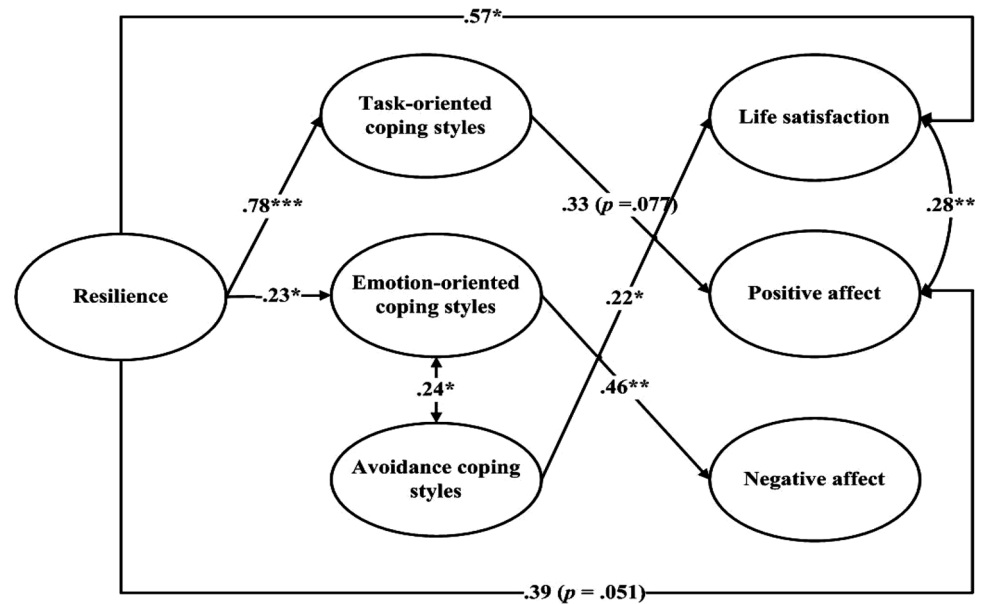 .57*
Task-oriented
coping styles
Life satisfaction
.78***
.33 (p =.077)
.28**
Resilience
-.23*
Emotion-oriented
coping styles
.22*
Positive affect
.24*
.46**
Avoidance coping
styles
Negative affect
.39 (p = .051)